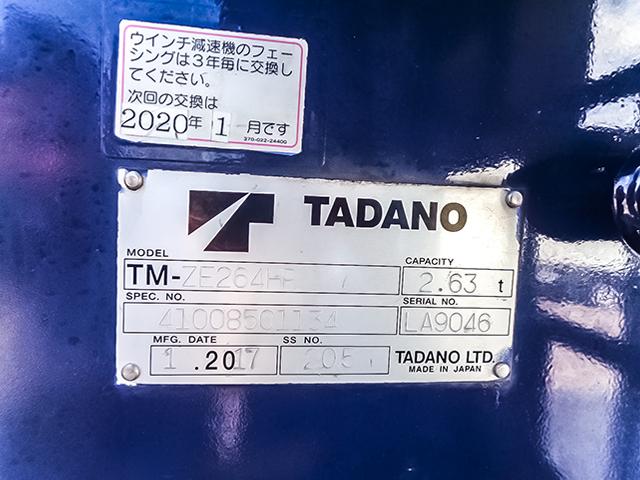 ウインチ減速機のフェー
シングは3年毎に交換し
てください。
次回の交換は
2020年 1 月です
270-022-24400
TADANO
MODEL
CAPACITY
TM-ZE264HR
2.63 t
SPEC. NO.
SERIAL NO.
41008501134
LA9046
MFG. DATE
SS NO.
1 .2017
205
TADANO LTD.
MADE IN JAPAN